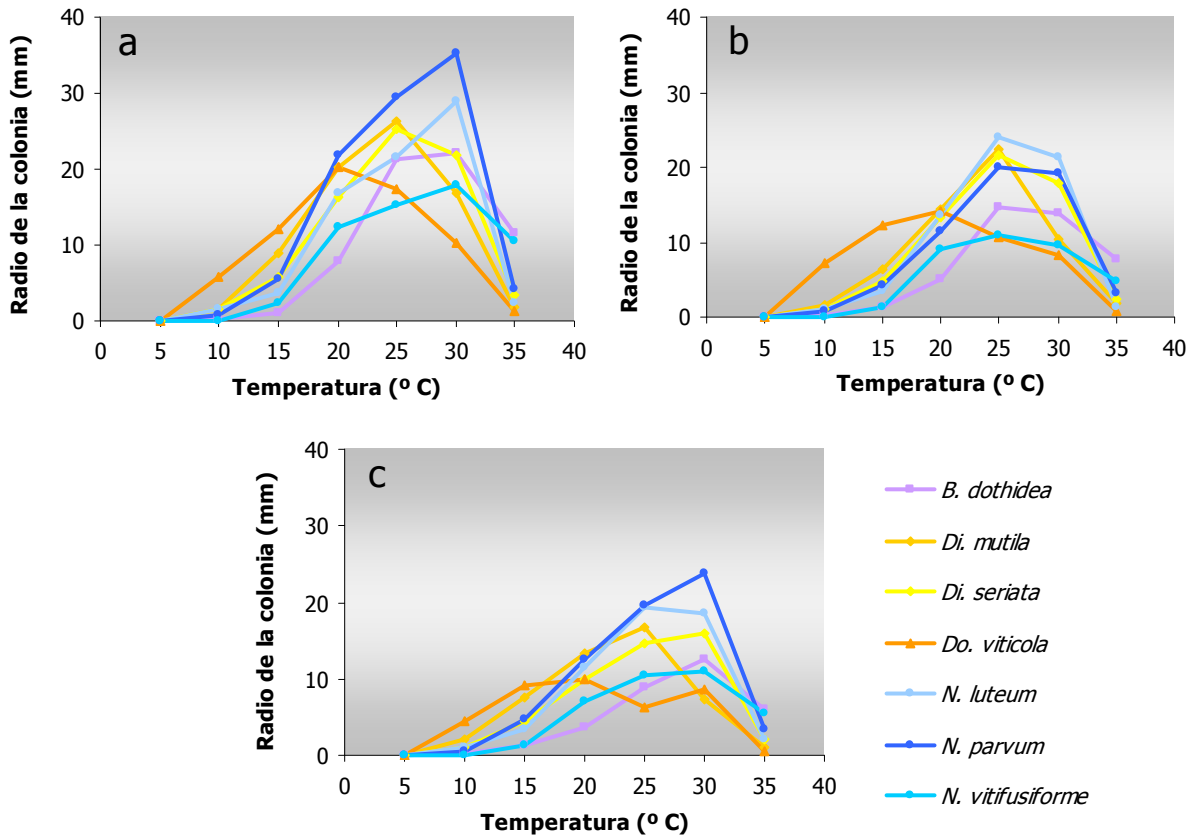 a
Radio de la colonia (mm)
40
30
20
10
0
0 5 10 15 20 25 30 35 40
Temperatura (º C)
b
Radio de la colonia (mm)
40
30
20
10
0
0 5 10 15 20 25 30 35 40
Temperatura (º C)
c
Radio de la colonia (mm)
40
30
20
10
0
0 5 10 15 20 25 30 35 40
Temperatura (º C)
B. dothidea
Di. mutila
Di. seriata
Do. viticola
N. luteum
N. parvum
N. vitifusiforme